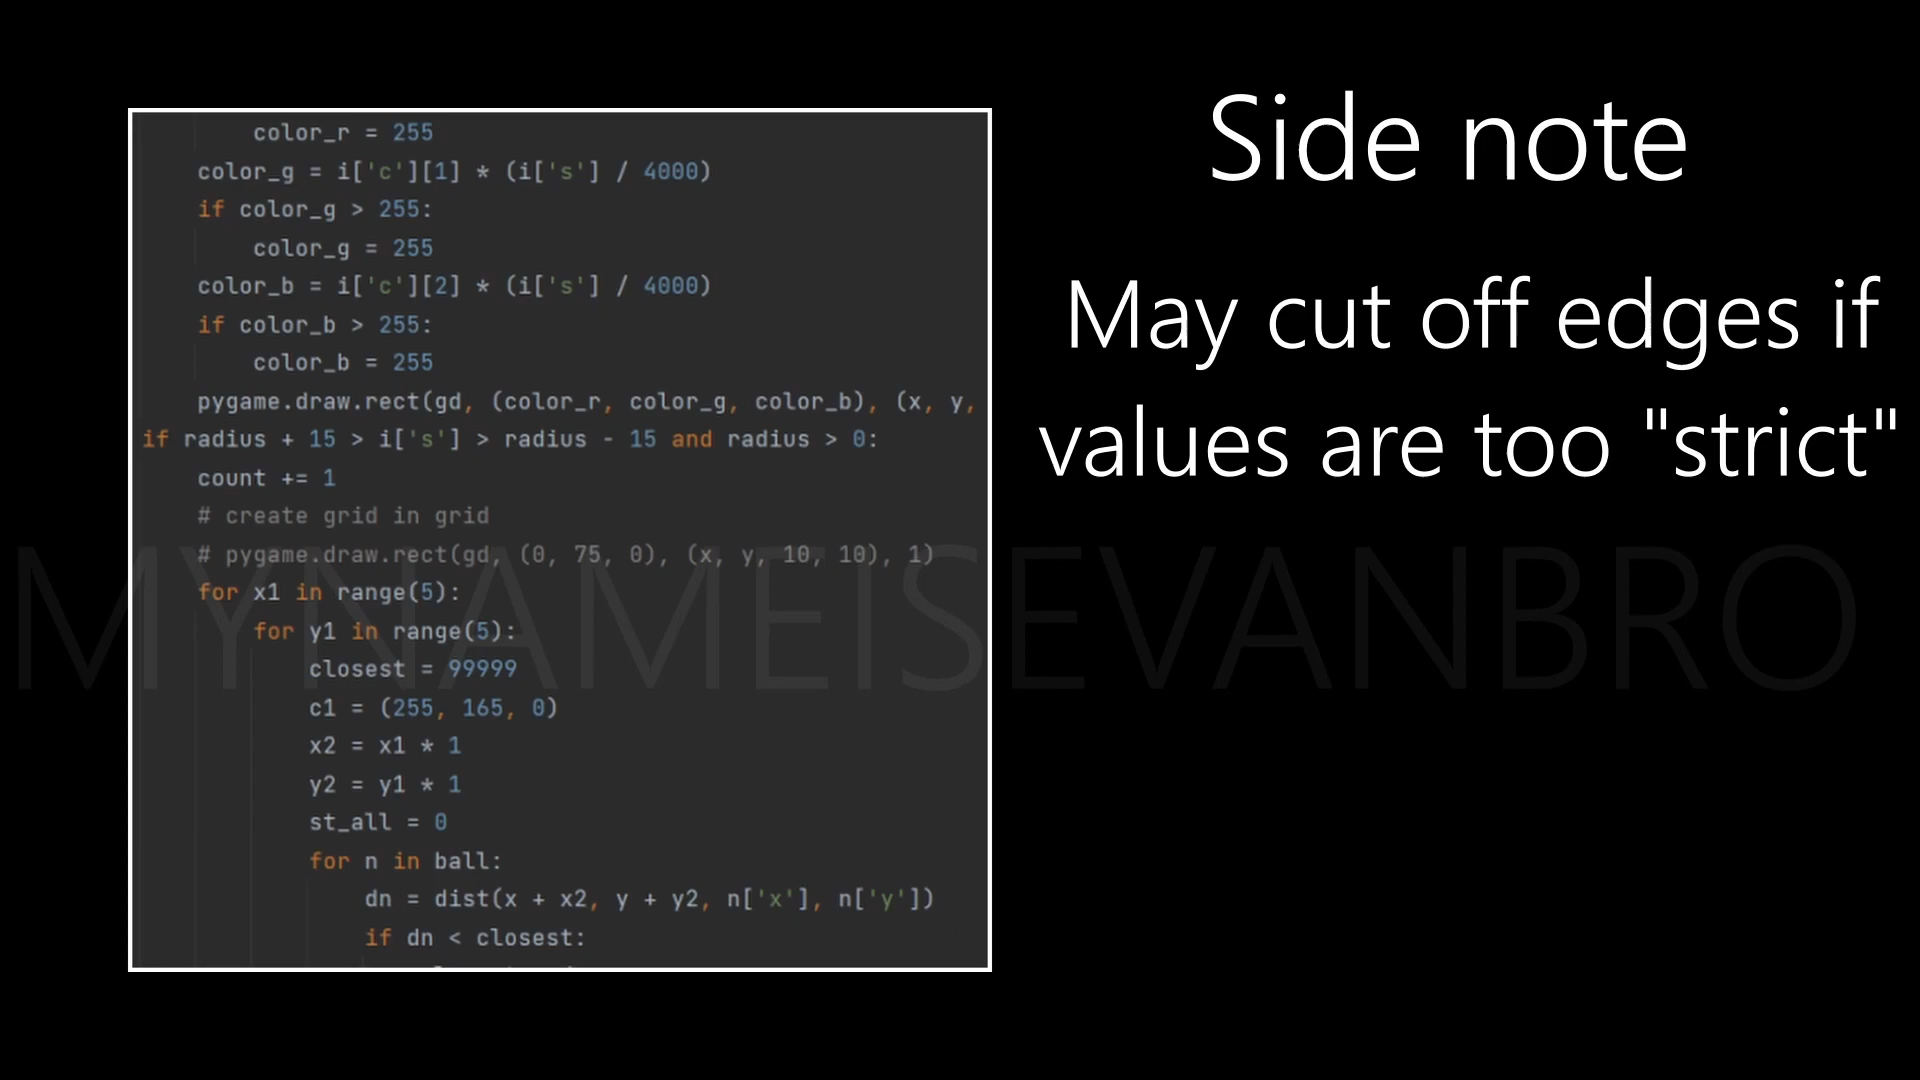 color_r = 255
color_g = i['c'][1] * (i['s'] / 4000)
if color_g > 255:
color_g = 255
color_b = i['c'][2] * (i['s'] / 4000)
if color_b > 255:
color_b = 255
pygame.draw.rect(gd, (color_r, color_g, color_b), (x, y,
if radius + 15 > i['s'] > radius - 15 and radius > 0:
count += 1
# create grid in grid
# pygame.draw.rect(gd, (0, 75, 0), (x, y, 10, 10), 1)
for x1 in range(5):
for y1 in range(5):
closest = 99999
c1 = (255, 165, 0)
x2 = x1 * 1
y2 = y1 * 1
st_all = 0
for n in ball:
dn = dist(x + x2, y + y2, n['x'], n['y'])
if dn < closest:
Side note
May cut off edges if
values are too "strict"
MYNAMEISEVANBRO